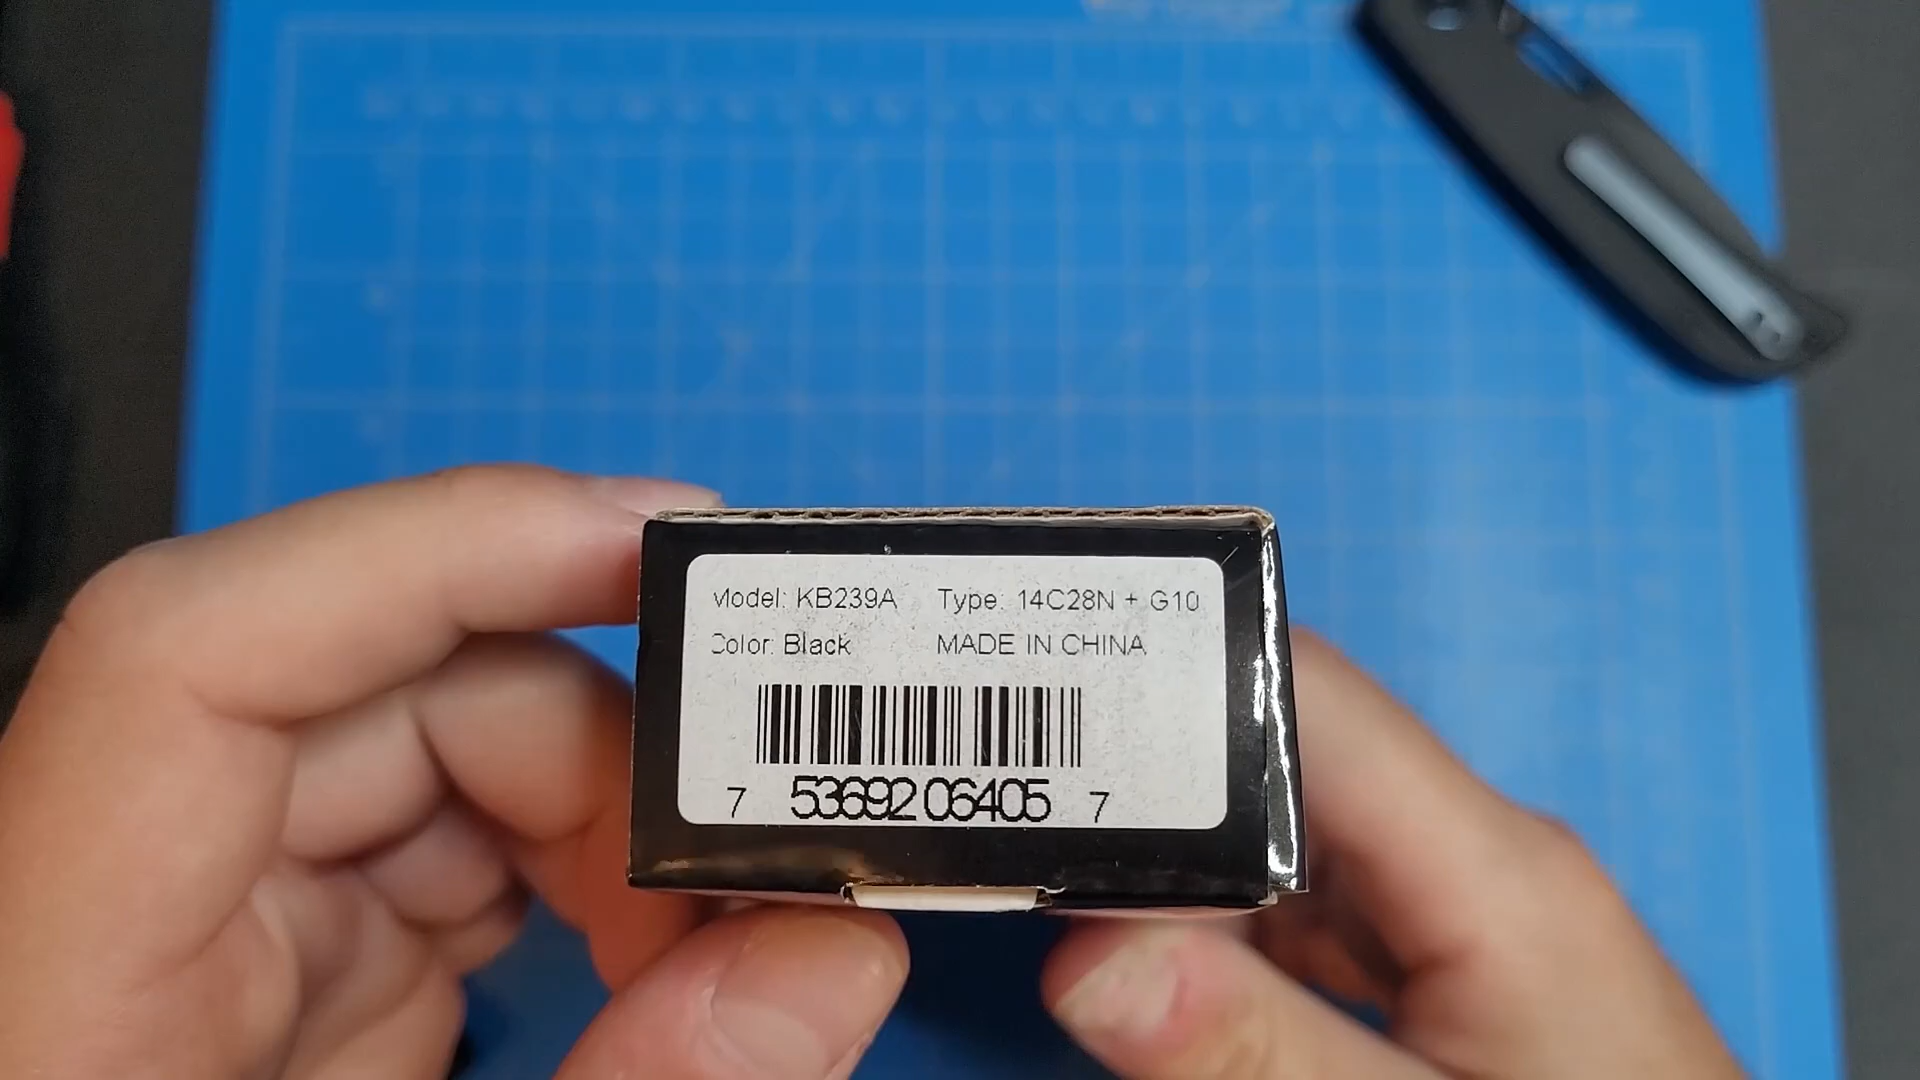 Model: KB239A Type: 14C28N + G10
Color: Black MADE IN CHINA
7 53692 06405 7